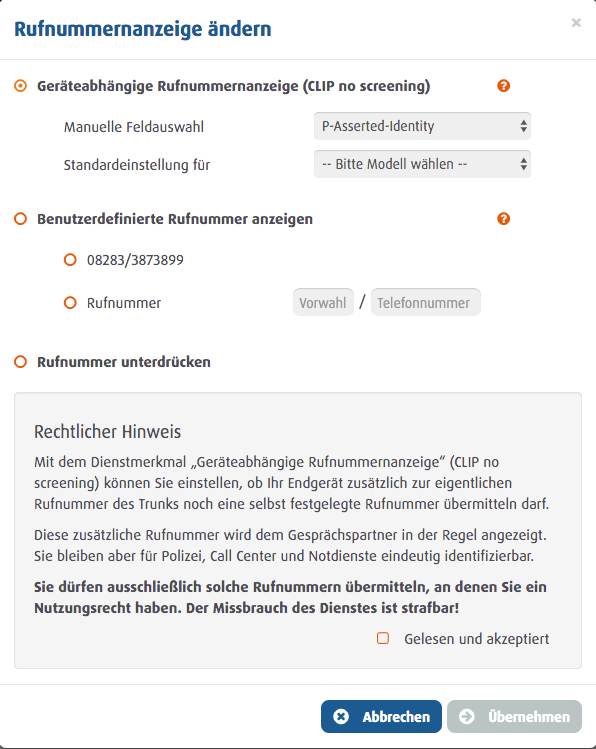 Rufnummernanzeige ändern
×
Geräteabhängige Rufnummernanzeige (CLIP no screening) ?
Manuelle Feldauswahl P-Asserted-Identity
Standardeinstellung für -- Bitte Modell wählen --
Benutzerdefinierte Rufnummer anzeigen ?
08283/3873899
Rufnummer Vorwahl / Telefonnummer
Rufnummer unterdrücken
Rechtlicher Hinweis
Mit dem Dienstmerkmal „Geräteabhängige Rufnummernanzeige“ (CLIP no
screening) können Sie einstellen, ob Ihr Endgerät zusätzlich zur eigentlichen
Rufnummer des Trunks noch eine selbst festgelegte Rufnummer übermitteln darf.
Diese zusätzliche Rufnummer wird dem Gesprächspartner in der Regel angezeigt.
Sie bleiben aber für Polizei, Call Center und Notdienste eindeutig identifizierbar.
Sie dürfen ausschließlich solche Rufnummern übermitteln, an denen Sie ein
Nutzungsrecht haben. Der Missbrauch des Dienstes ist strafbar!
Gelesen und akzeptiert
Abbrechen Übernehmen